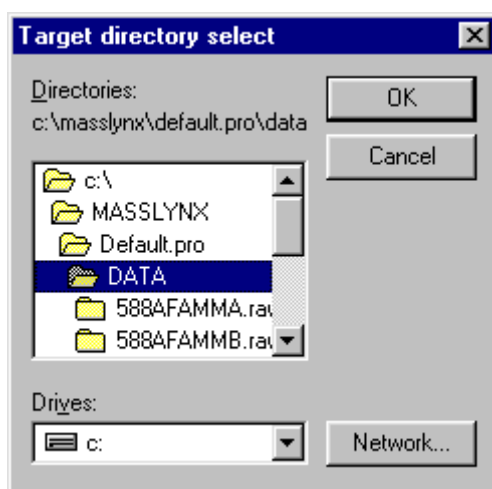 Target directory select
Directories:
c:\masslynx\default.pro\data
OK
Cancel
c:\
MASSLYNX
Default.pro
DATA
588AFAMMA.ra
588AFAMMB.ra
Drives:
c:
Network...